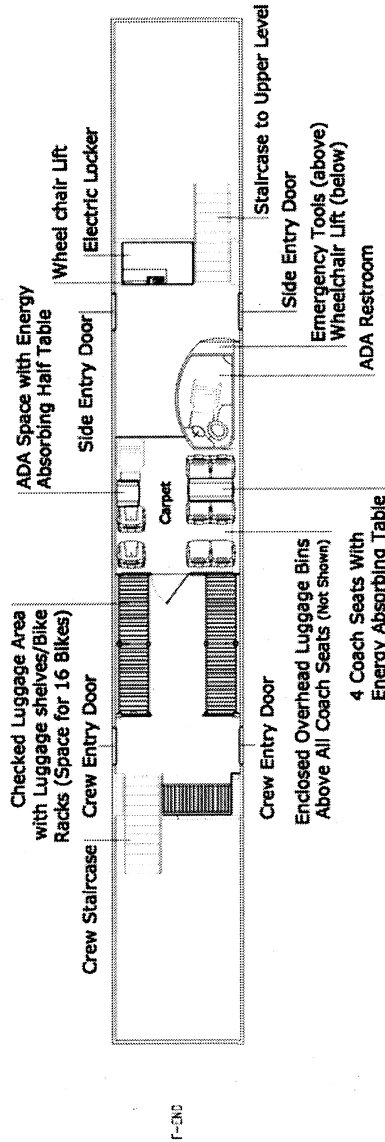 Checked Luggage Area
with Luggage shelves/Bike
Racks (Space for 16 Bikes)
Crew Entry Door
Crew Staircase
ADA Space with Energy
Absorbing Half Table
Side Entry Door
Wheel chair Lift
Electric Locker
Carpet
Crew Entry Door
Enclosed Overhead Luggage Bins
Above All Coach Seats (Not Shown)
4 Coach Seats With
Energy Absorbing Table
ADA Restroom
Emergency Tools (above)
Wheelchair Lift (below)
Side Entry Door
Staircase to Upper Level
F-END